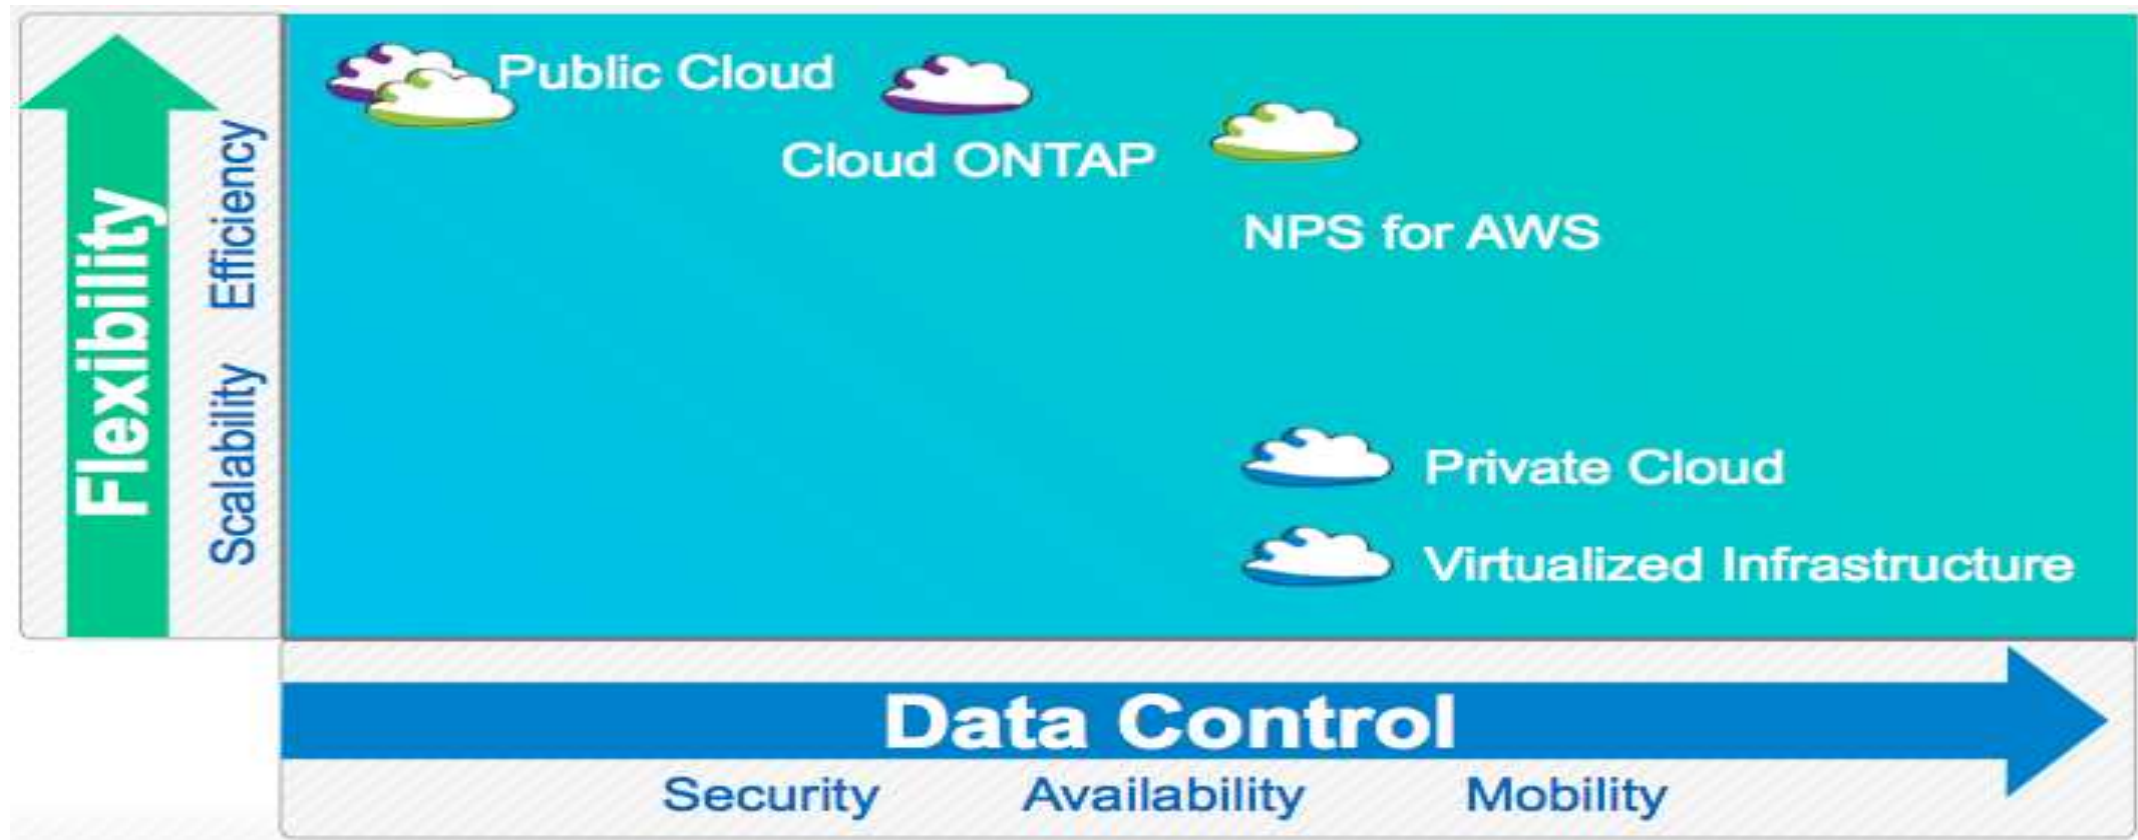 Flexibility
Efficiency
Scalability
Public Cloud
Cloud ONTAP
NPS for AWS
Private Cloud
Virtualized Infrastructure
Data Control
Security Availability Mobility